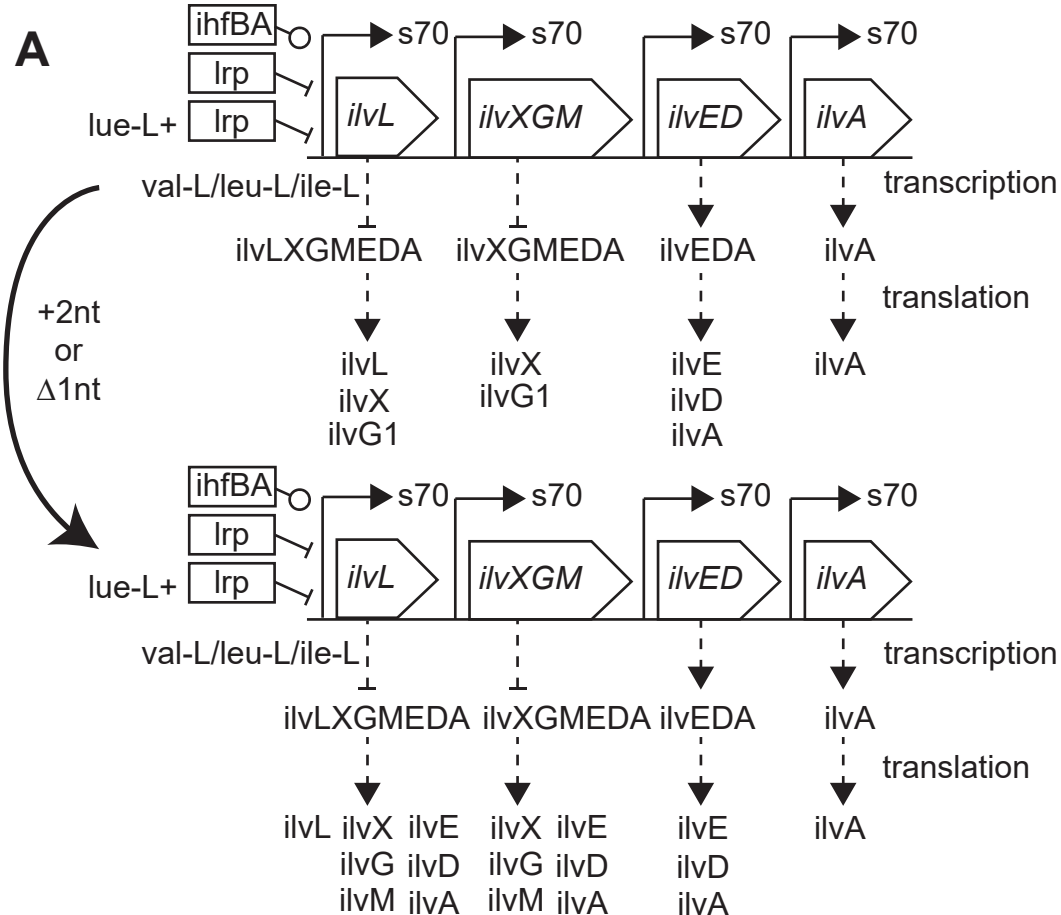 A
ihfBA
s70 s70 s70 s70
lrp
lue-L+ lrp
ilvL ilvXGM ilvED ilvA
val-L/leu-L/ile-L transcription
ilvLXGMEDA ilvXGMEDA ilvEDA ilvA
translation
+2nt
or
Δ1nt
ilvL ilvX ilvE ilvA
ilvX ilvG1 ilvD
ilvG1 ilvA
ihfBA
s70 s70 s70 s70
lrp
lue-L+ lrp
ilvL ilvXGM ilvED ilvA
val-L/leu-L/ile-L transcription
ilvLXGMEDA ilvXGMEDA ilvEDA ilvA
translation
ilvL ilvX ilvE ilvX ilvE ilvE ilvA
ilvG ilvD ilvG ilvD ilvD
ilvM ilvA ilvM ilvA ilvA